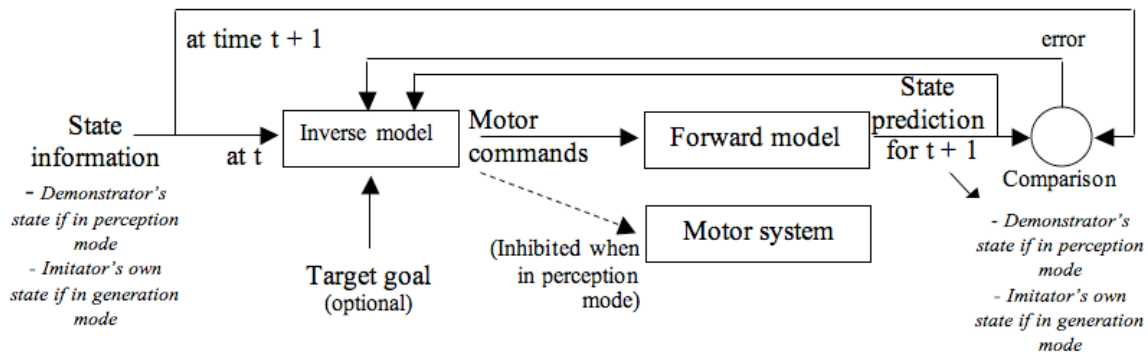 at time t + 1
error
State
information
at t
Inverse model
Motor
commands
Forward model
State
prediction
for t + 1
Comparison
- Demonstrator's
state if in perception
mode
- Imitator's own
state if in generation
mode
Target goal
(optional)
(Inhibited when
in perception
mode)
Motor system
- Demonstrator's
state if in perception
mode
- Imitator's own
state if in generation
mode